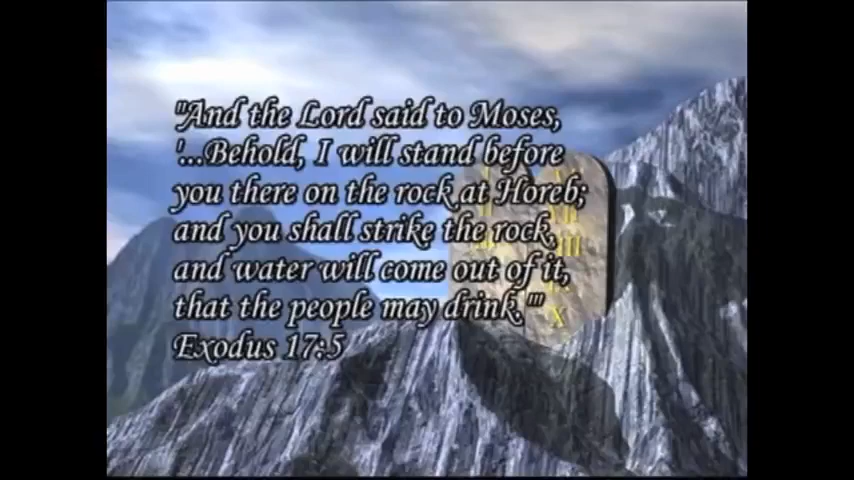 "And the Lord said to Moses,
'...Behold, I will stand before
you there on the rock at Horeb;
and you shall strike the rock,
and water will come out of it,
that the people may drink.'"
Exodus 17:5
X